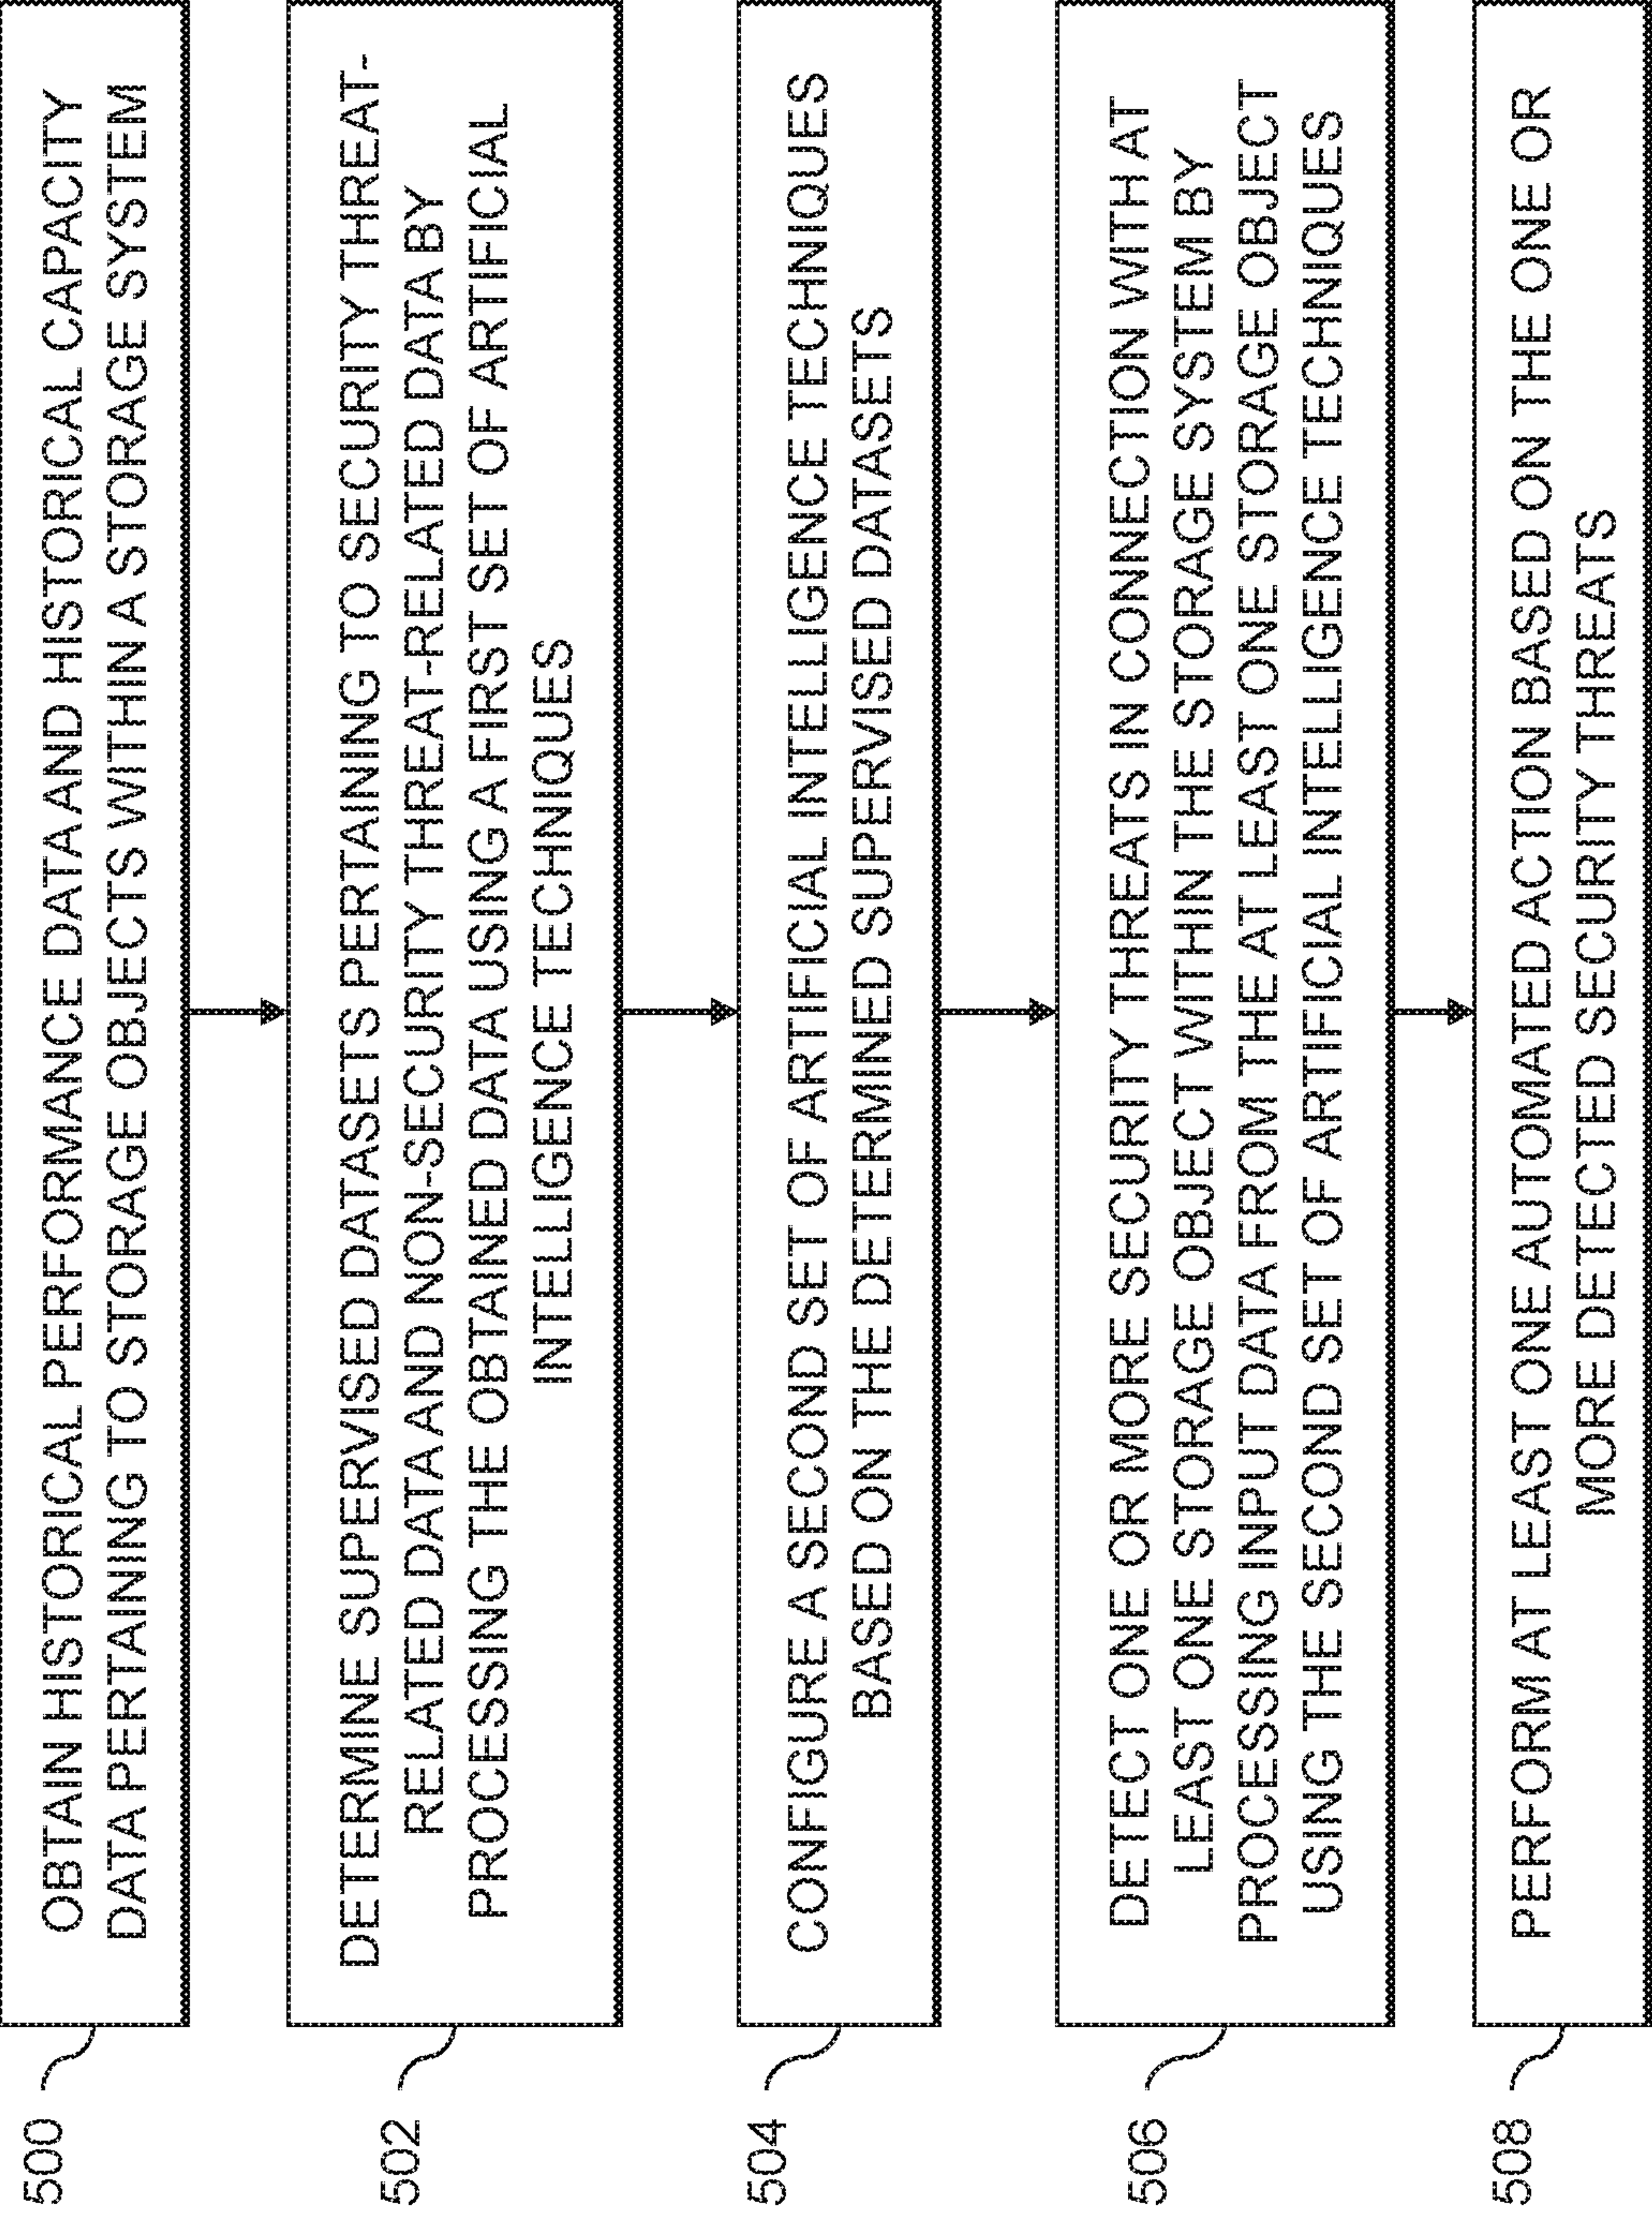 500
OBTAIN HISTORICAL PERFORMANCE DATA AND HISTORICAL CAPACITY
DATA PERTAINING TO STORAGE OBJECTS WITHIN A STORAGE SYSTEM
502
DETERMINE SUPERVISED DATASETS PERTAINING TO SECURITY THREAT-
RELATED DATA AND NON-SECURITY THREAT-RELATED DATA BY
PROCESSING THE OBTAINED DATA USING A FIRST SET OF ARTIFICIAL
INTELLIGENCE TECHNIQUES
504
CONFIGURE A SECOND SET OF ARTIFICIAL INTELLIGENCE TECHNIQUES
BASED ON THE DETERMINED SUPERVISED DATASETS
506
DETECT ONE OR MORE SECURITY THREATS IN CONNECTION WITH AT
LEAST ONE STORAGE OBJECT WITHIN THE STORAGE SYSTEM BY
PROCESSING INPUT DATA FROM THE AT LEAST ONE STORAGE OBJECT
USING THE SECOND SET OF ARTIFICIAL INTELLIGENCE TECHNIQUES
508
PERFORM AT LEAST ONE AUTOMATED ACTION BASED ON THE ONE OR
MORE DETECTED SECURITY THREATS